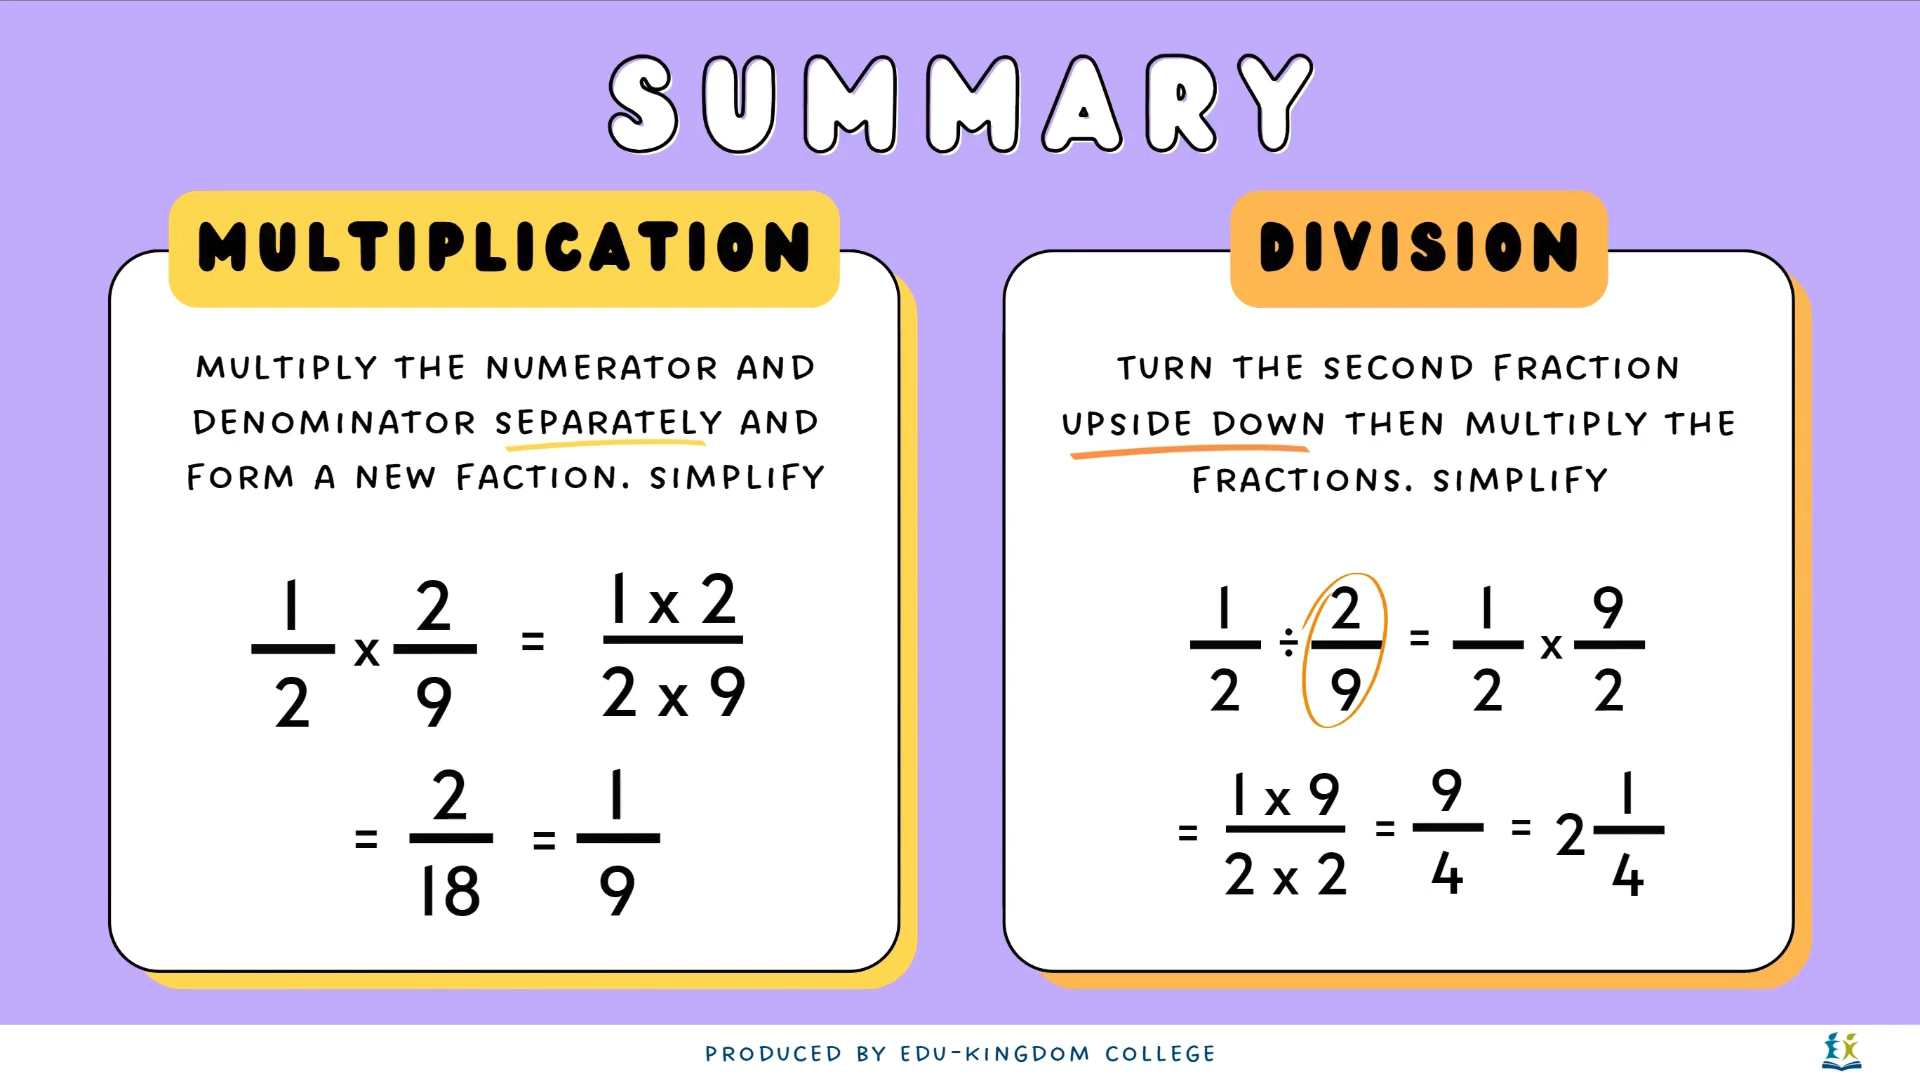 SUMMARY
MULTIPLICATION
MULTIPLY THE NUMERATOR AND
DENOMINATOR SEPARATELY AND
FORM A NEW FACTION. SIMPLIFY
1/2 x 2/9 = 1 x 2/2 x 9
= 2/18 = 1/9
DIVISION
TURN THE SECOND FRACTION
UPSIDE DOWN THEN MULTIPLY THE
FRACTIONS. SIMPLIFY
1/2 ÷ 2/9 = 1/2 x 9/2
= 1 x 9/2 x 2 = 9/4 = 2 1/4
PRODUCED BY EDU-KINGDOM COLLEGE